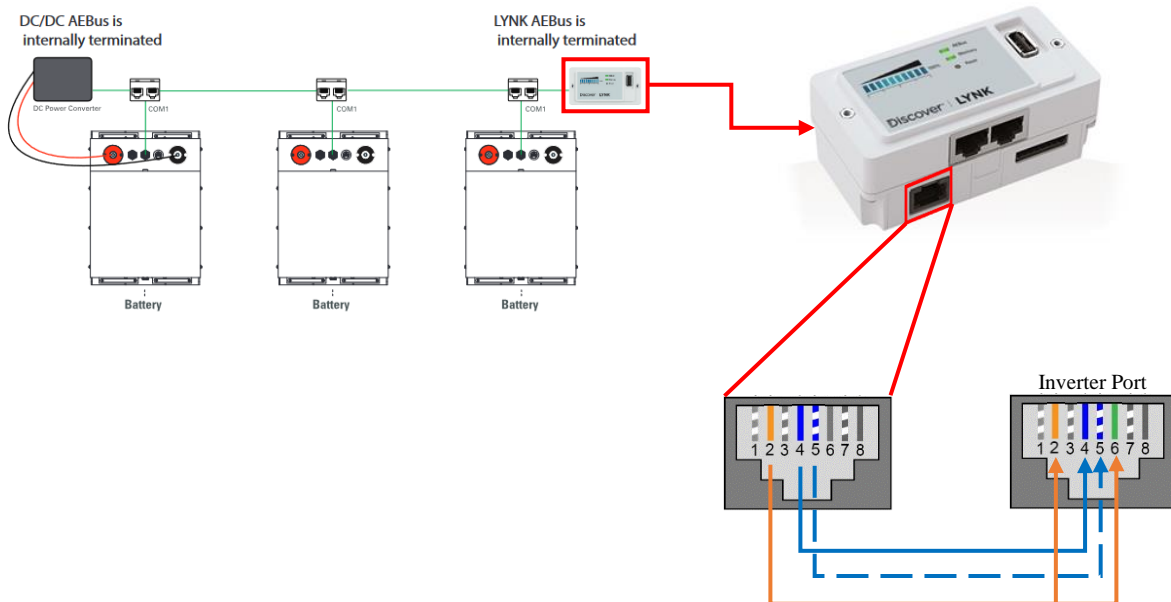 DC/DC AEBus is
internally terminated
LYNK AEBus is
internally terminated
DC Power Converter
COM1
COM1
COM1
Battery
Battery
Battery
AEBus
Memory
Reset
Discover LYNK
Inverter Port
1 2 3 4 5 6 7 8
1 2 3 4 5 6 7 8